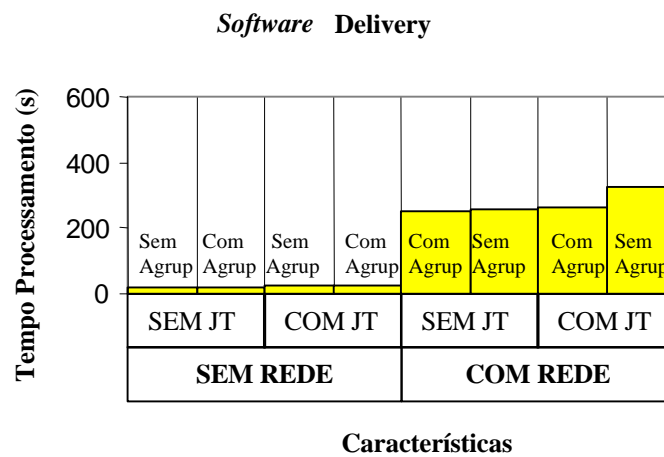 Software Delivery
Tempo Processamento (s)
600
400
200
0
Sem Com Sem Com Com Sem Com Sem
Agrup Agrup Agrup Agrup Agrup Agrup Agrup Agrup
SEM JT COM JT SEM JT COM JT
SEM REDE COM REDE
Características